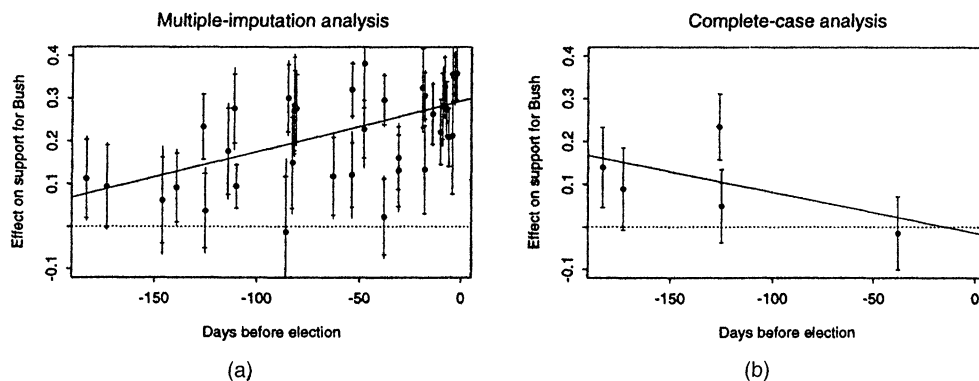 Multiple-imputation analysis
Effect on support for Bush
0.4
0.3
0.2
0.1
-0.1
-150
-100
-50
0
Days before election
(a)
Complete-case analysis
Effect on support for Bush
0.4
0.3
0.2
0.1
-0.1
-150
-100
-50
0
Days before election
(b)